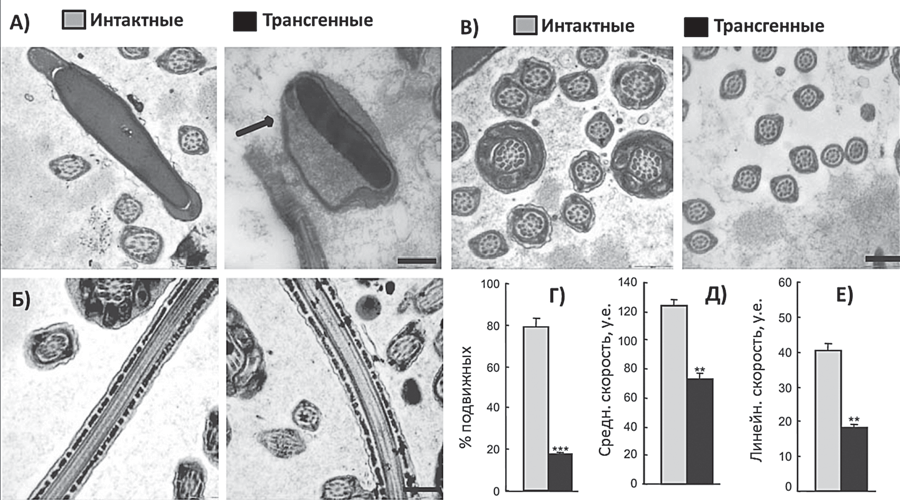 А) Интактные Трансгенные
В) Интактные Трансгенные
Б)
Г)
% подвижных
100
80
60
40
20
0
***
Д)
Средн. скорость, у.е.
140
120
100
80
60
40
20
0
**
Е)
Линейн. скорость, у.е.
60
50
40
30
20
10
0
**